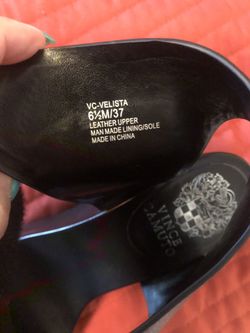 VC-VELISTA
6½M/37
LEATHER UPPER
MAN MADE LINING/SOLE
MADE IN CHINA
VINCE
CAMUTO